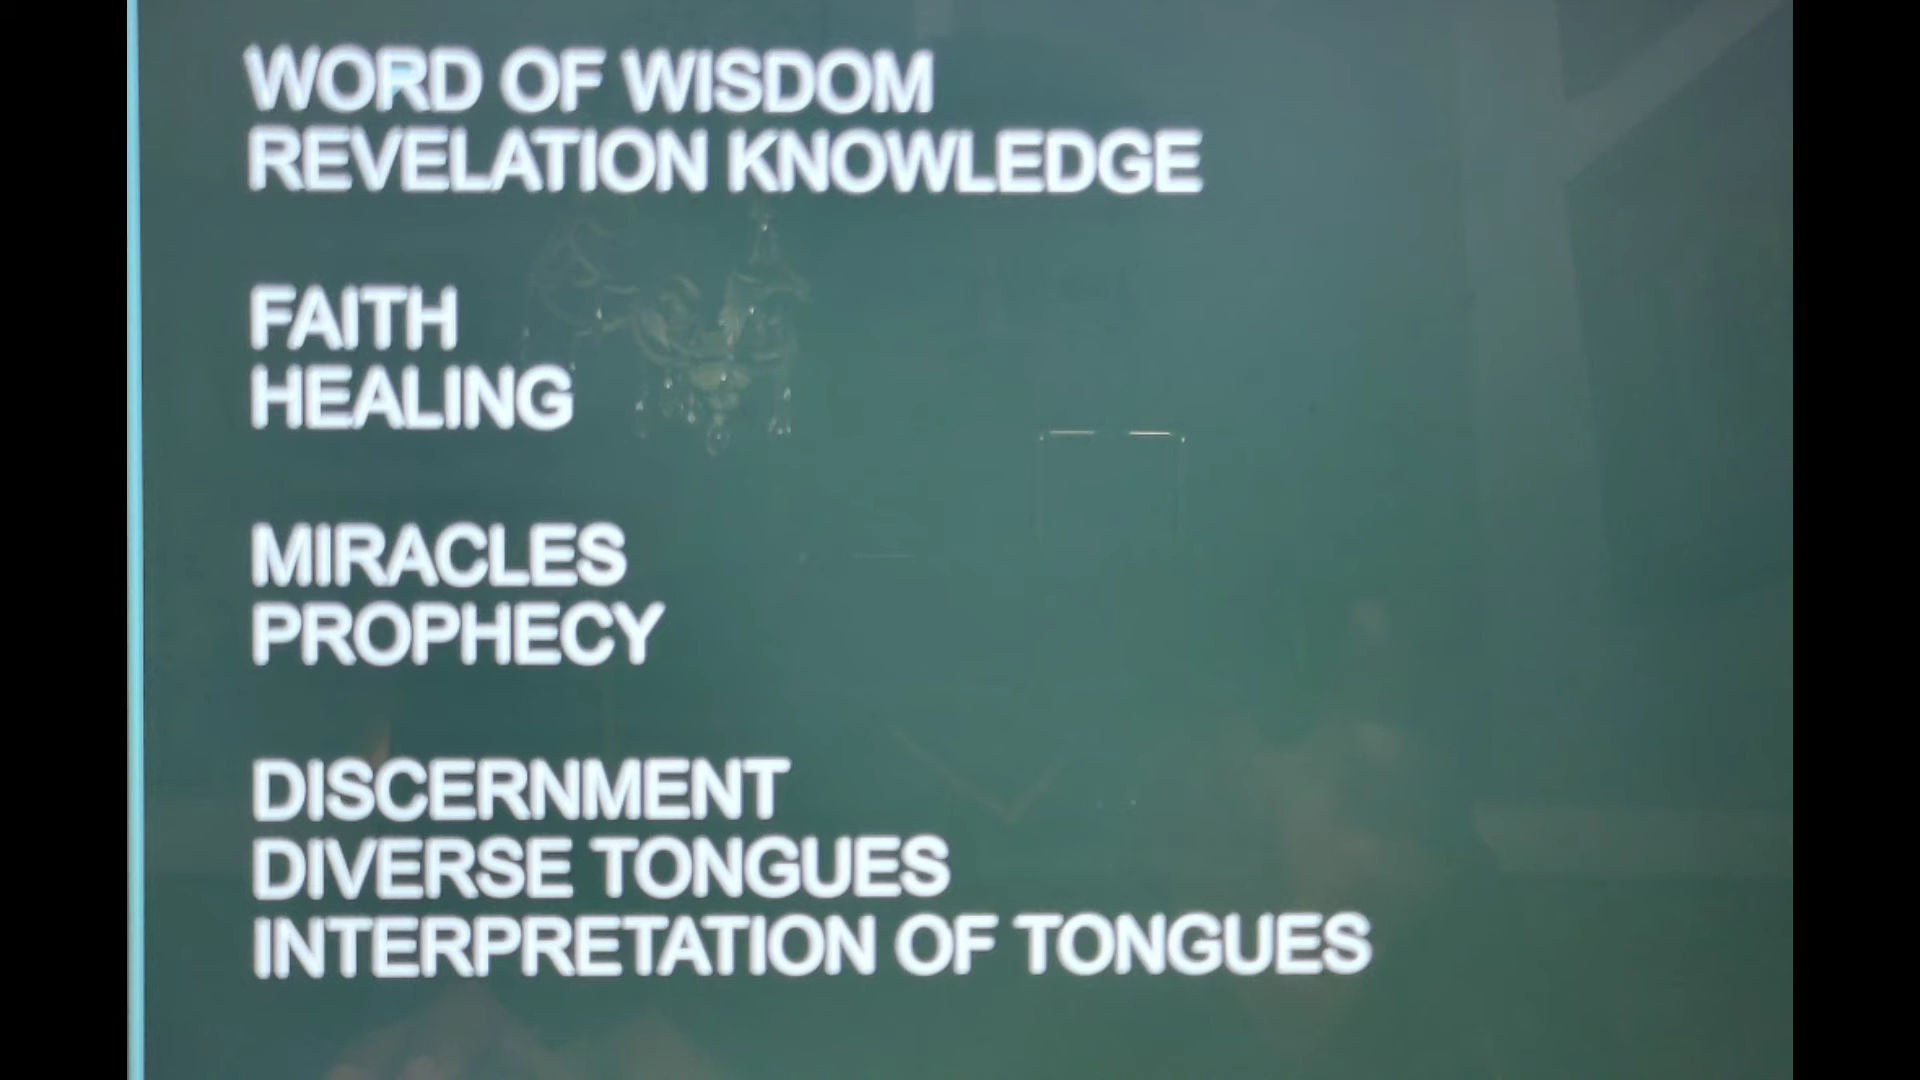 WORD OF WISDOM
REVELATION KNOWLEDGE
FAITH
HEALING
MIRACLES
PROPHECY
DISCERNMENT
DIVERSE TONGUES
INTERPRETATION OF TONGUES